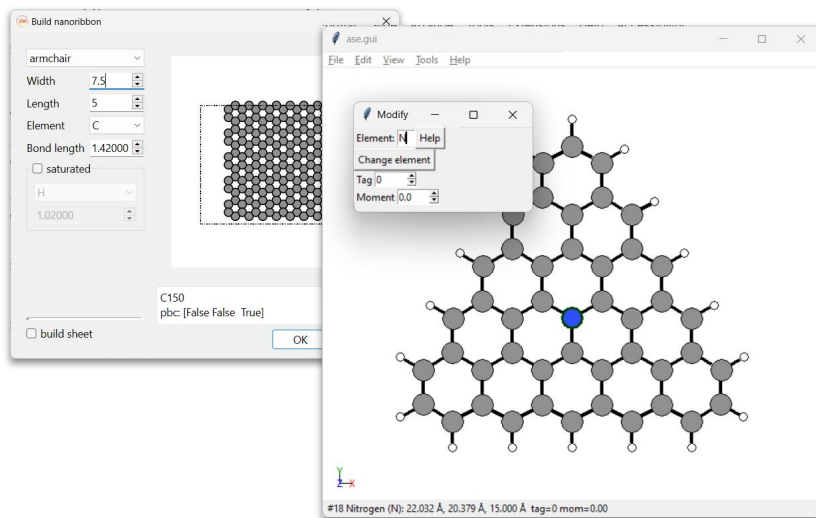 Build nanoribbon
armchair
Width 7.5
Length 5
Element C
Bond length 1.42000
saturated
H
1.02000
C150
pbc: [False False True]
build sheet
OK
ase.gui
File Edit View Tools Help
Modify
Element: N Help
Change element
Tag 0
Moment 0.0
Y
Z X
#18 Nitrogen (N): 22.032 Å, 20.379 Å, 15.000 Å tag=0 mom=0.00